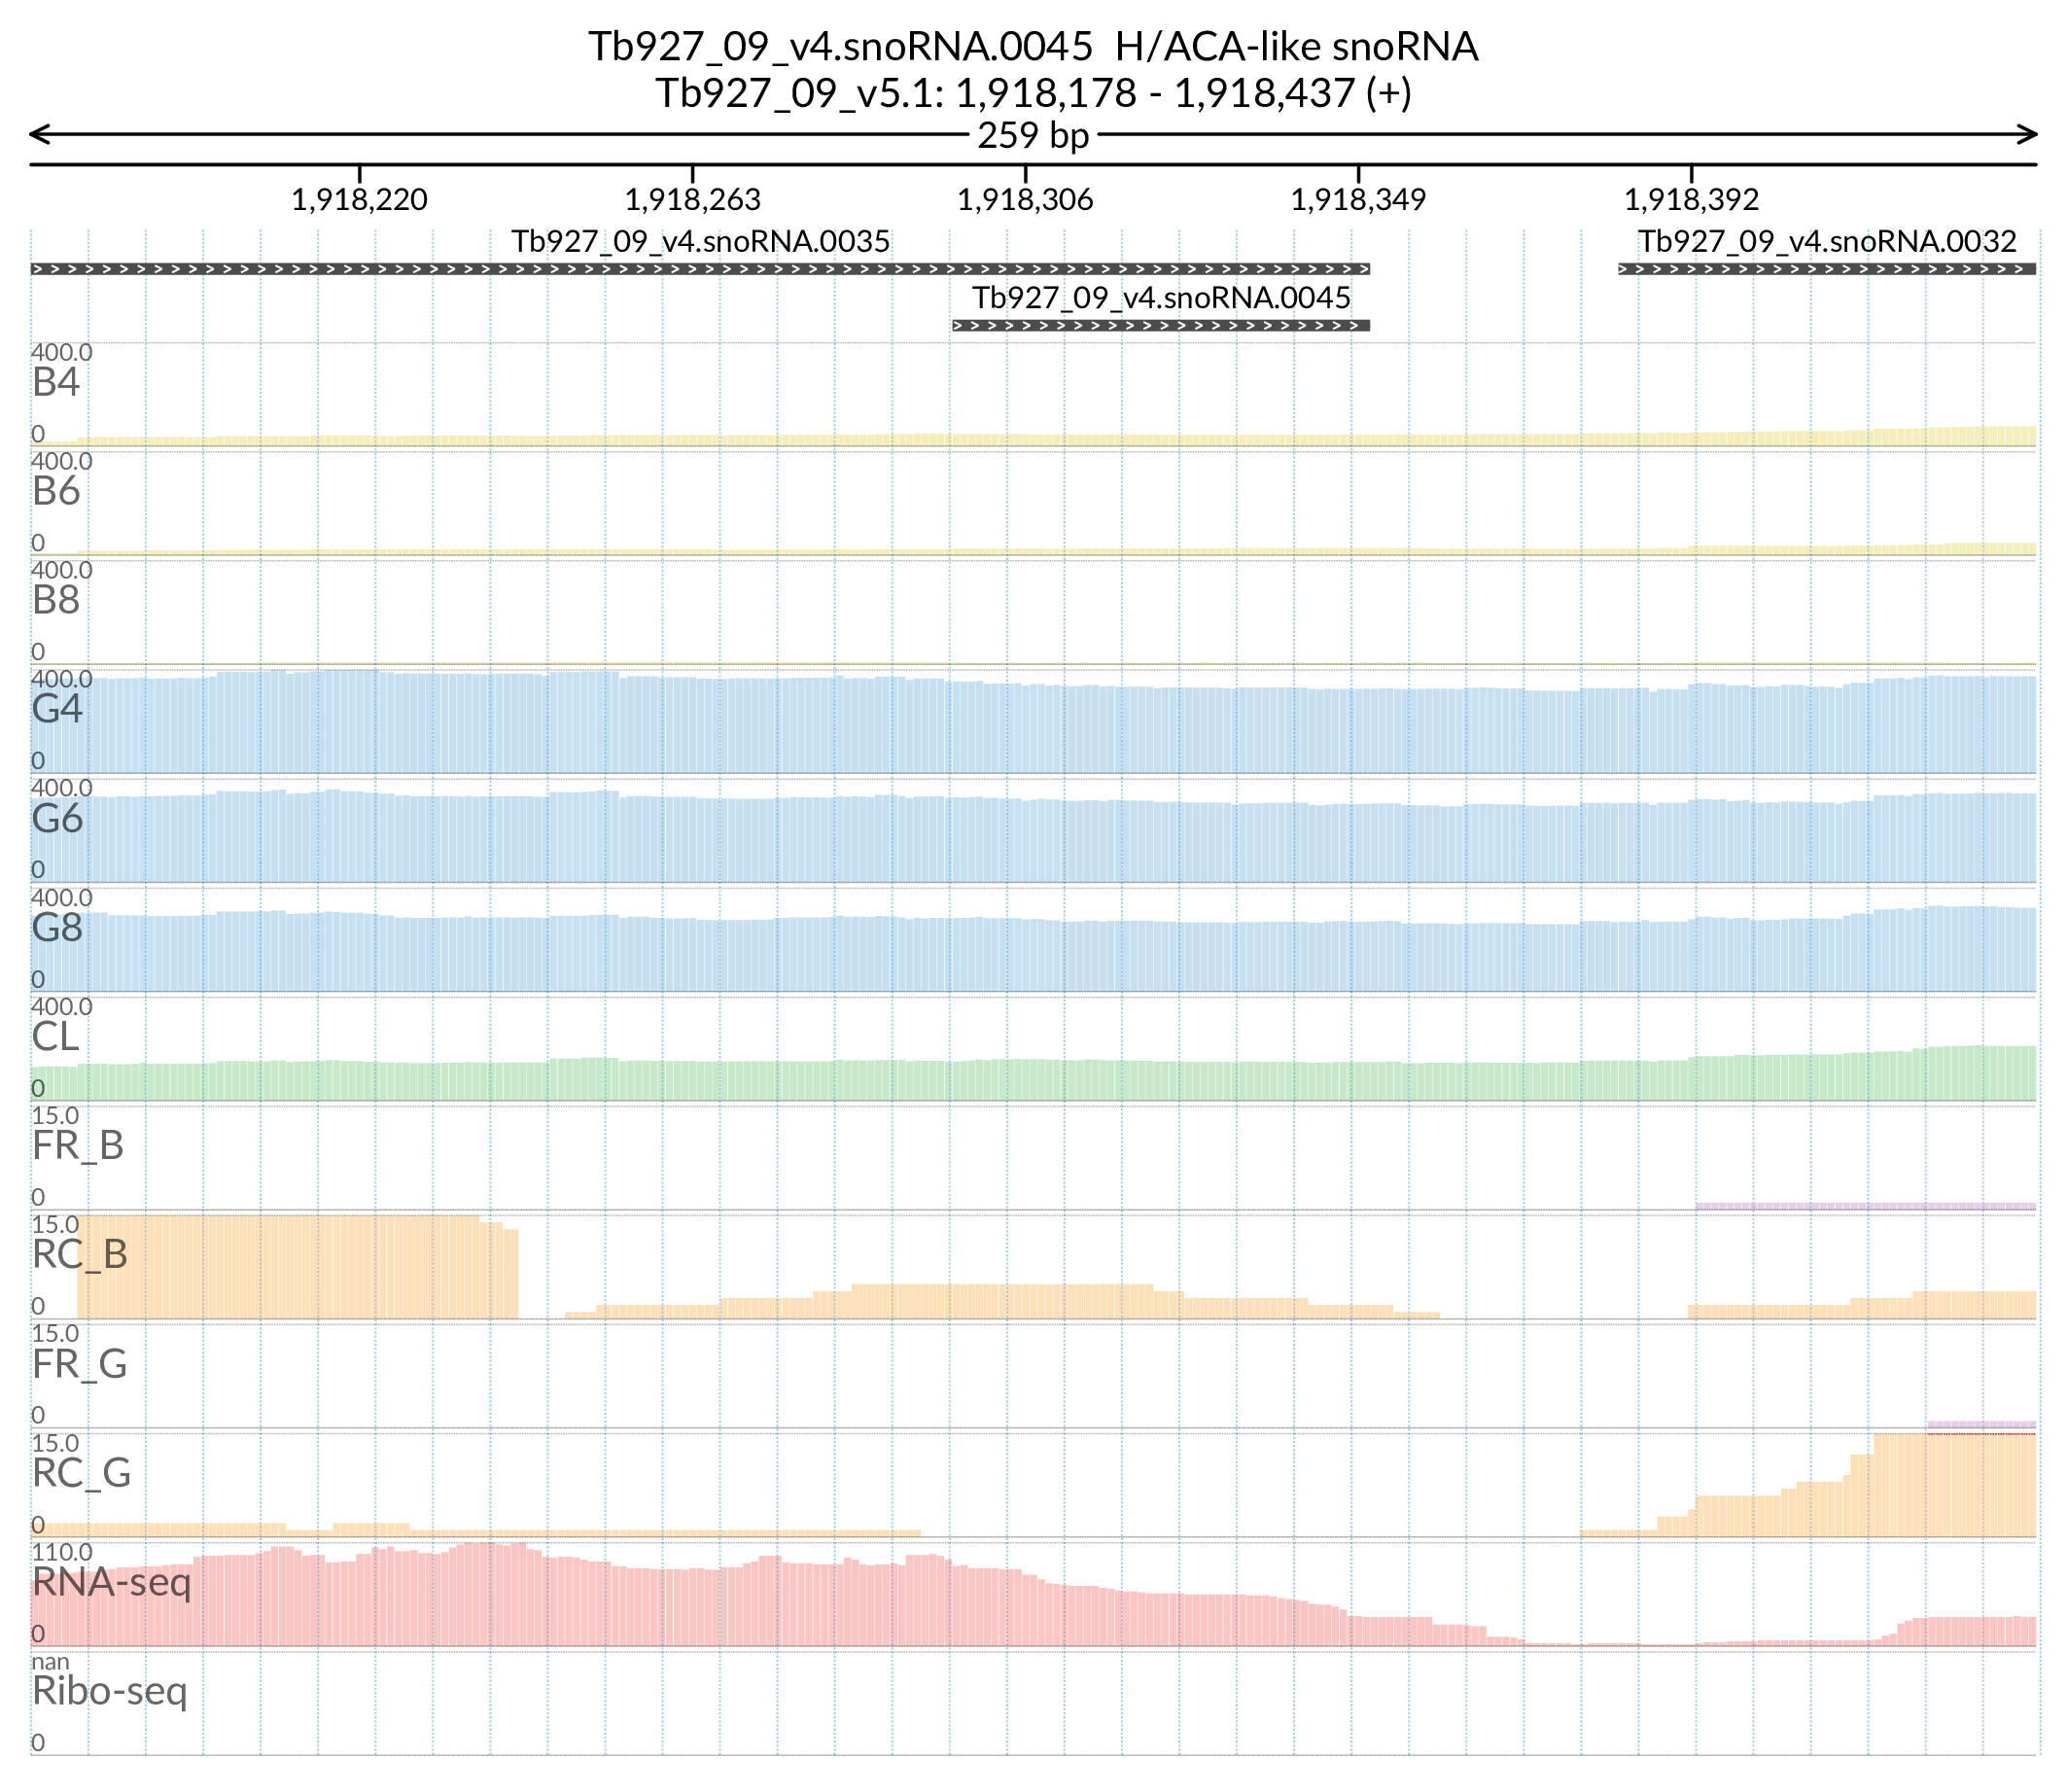 Tb927_09_v4.snoRNA.0045  H/ACA-like snoRNA
Tb927_09_v5.1: 1,918,178 - 1,918,437 (+)
259 bp
1,918,220 1,918,263 1,918,306 1,918,349 1,918,392
Tb927_09_v4.snoRNA.0035 Tb927_09_v4.snoRNA.0032
Tb927_09_v4.snoRNA.0045
400.0
B4
0
400.0
B6
0
400.0
B8
0
400.0
G4
0
400.0
G6
0
400.0
G8
0
400.0
CL
0
15.0
FR_B
0
15.0
RC_B
0
15.0
FR_G
0
15.0
RC_G
0
110.0
RNA-seq
0
nan
Ribo-seq
0